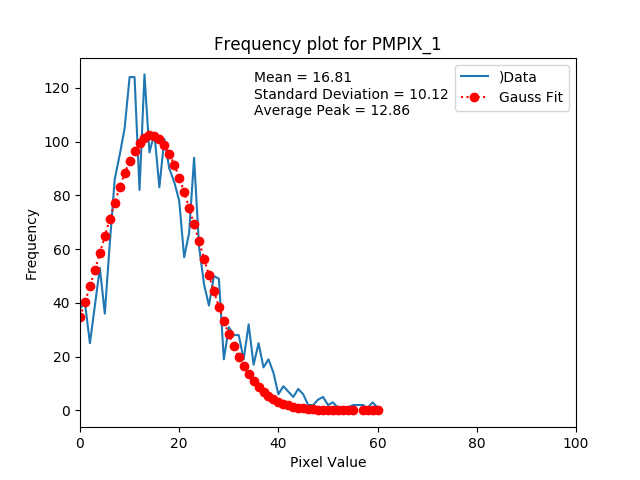 Frequency plot for PMPIX_1
Mean = 16.81
Standard Deviation = 10.12
Average Peak = 12.86
)Data
Gauss Fit
Frequency
120
100
80
60
40
20
0
0 20 40 60 80 100
Pixel Value